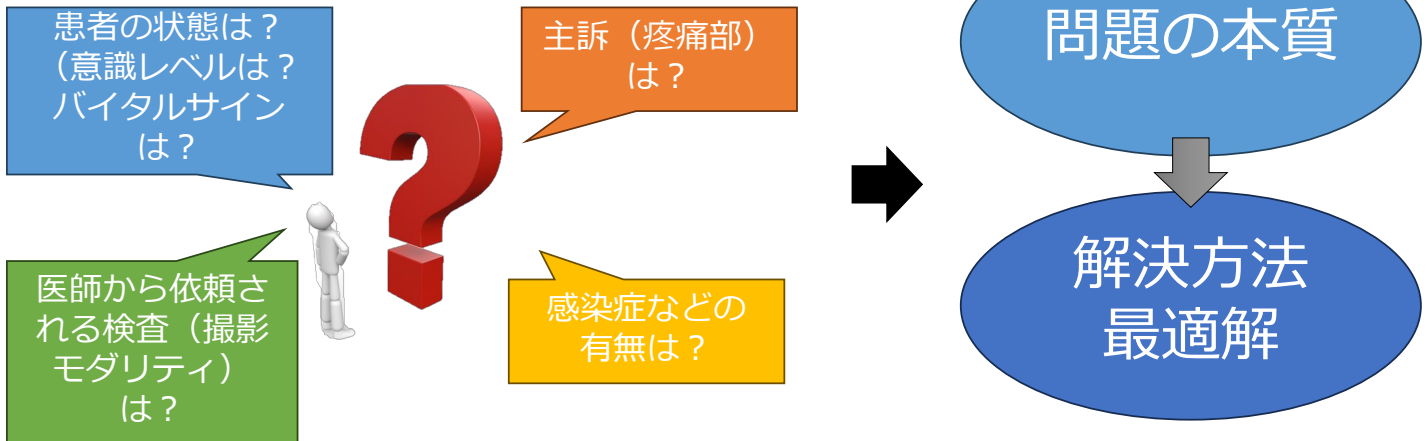 患者の状態は？
（意識レベルは？
バイタルサイン
は？
主訴（疼痛部）
は？
医師から依頼さ
れる検査（撮影
モダリティ）
は？
感染症などの
有無は？
問題の本質
解決方法
最適解